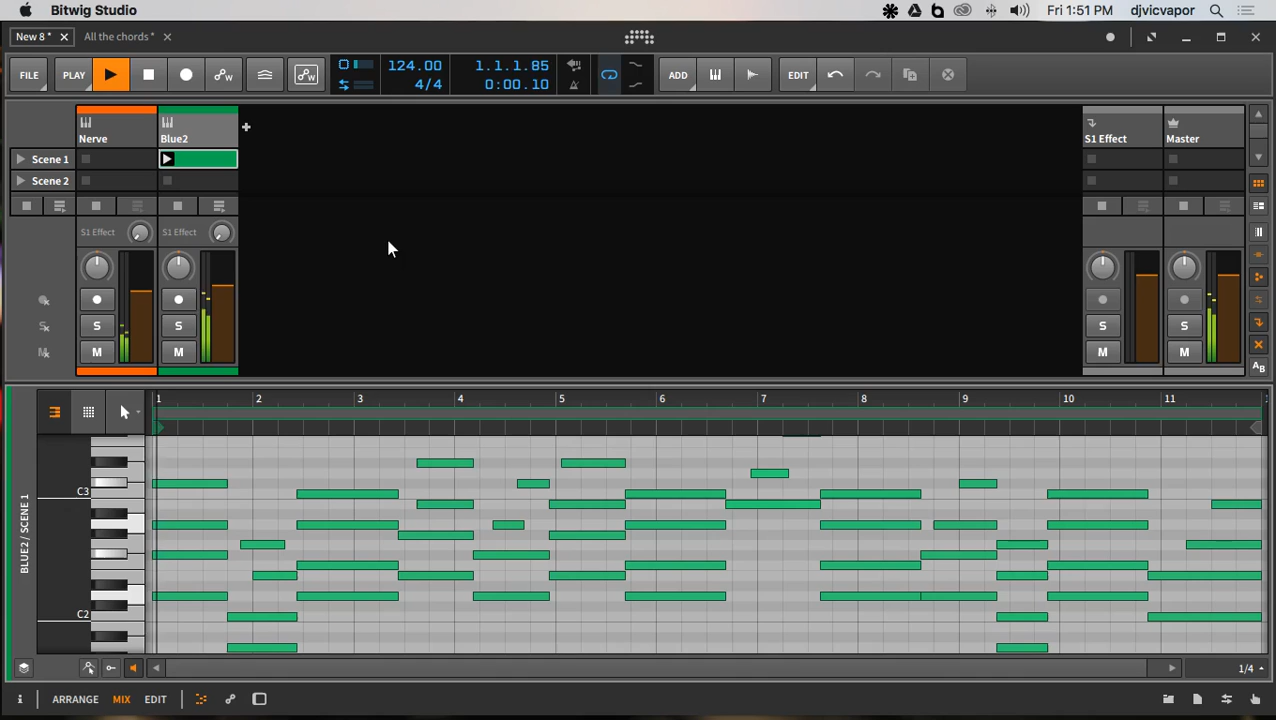 Bitwig Studio
Fri 1:51 PM djvicvapor
New 8 * All the chords *
FILE PLAY 124.00 4/4 1.1.1.85 0:00.10 ADD EDIT
Nerve Blue2 S1 Effect Master
Scene 1
Scene 2
S1 Effect S1 Effect
S S S S
M M M M
AB
1 2 3 4 5 6 7 8 9 10 11
C3
BLUE2 / SCENE 1
C2
1/4
i ARRANGE MIX EDIT